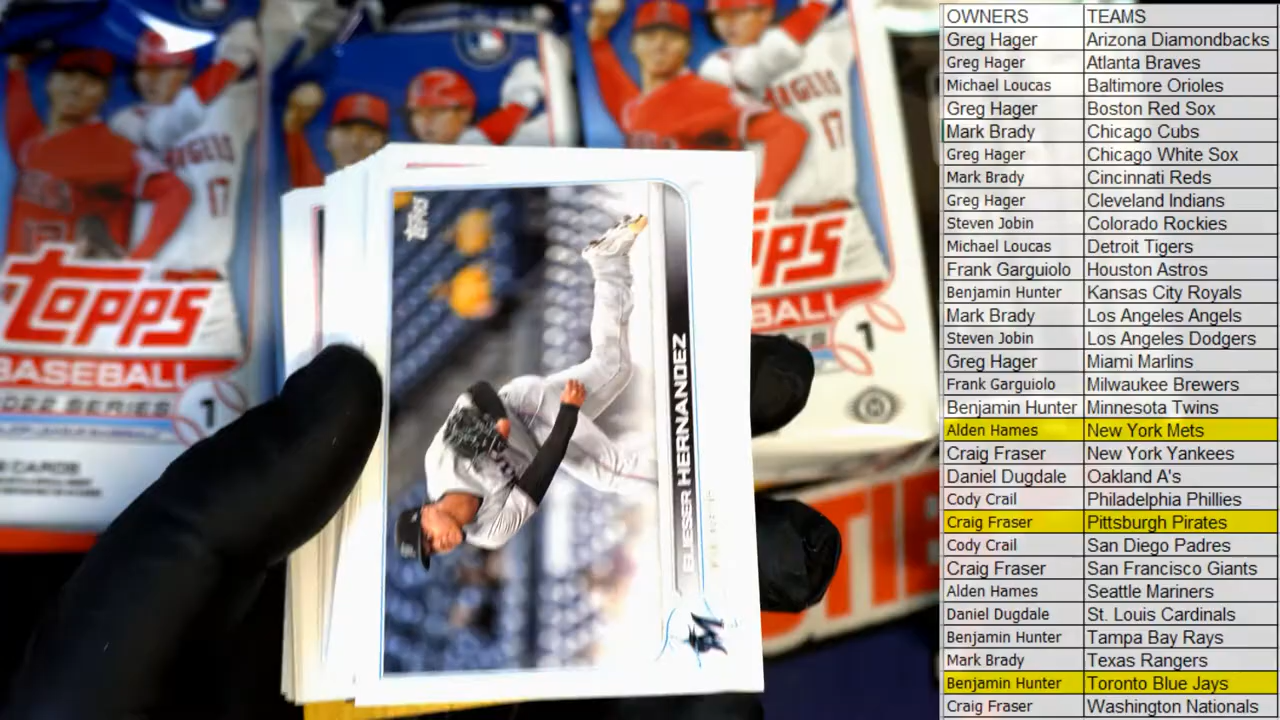 TOPPS
BASEBALL
2022 SERIES 1
CARDS
ANGELS
17
ANGELS
17
BALL
1
TOPPS
ELIESER HERNANDEZ
M
OWNERS TEAMS
Greg Hager Arizona Diamondbacks
Greg Hager Atlanta Braves
Michael Loucas Baltimore Orioles
Greg Hager Boston Red Sox
Mark Brady Chicago Cubs
Greg Hager Chicago White Sox
Mark Brady Cincinnati Reds
Greg Hager Cleveland Indians
Steven Jobin Colorado Rockies
Michael Loucas Detroit Tigers
Frank Garguiolo Houston Astros
Benjamin Hunter Kansas City Royals
Mark Brady Los Angeles Angels
Steven Jobin Los Angeles Dodgers
Greg Hager Miami Marlins
Frank Garguiolo Milwaukee Brewers
Benjamin Hunter Minnesota Twins
Alden Hames New York Mets
Craig Fraser New York Yankees
Daniel Dugdale Oakland A's
Cody Crail Philadelphia Phillies
Craig Fraser Pittsburgh Pirates
Cody Crail San Diego Padres
Craig Fraser San Francisco Giants
Alden Hames Seattle Mariners
Daniel Dugdale St. Louis Cardinals
Benjamin Hunter Tampa Bay Rays
Mark Brady Texas Rangers
Benjamin Hunter Toronto Blue Jays
Craig Fraser Washington Nationals